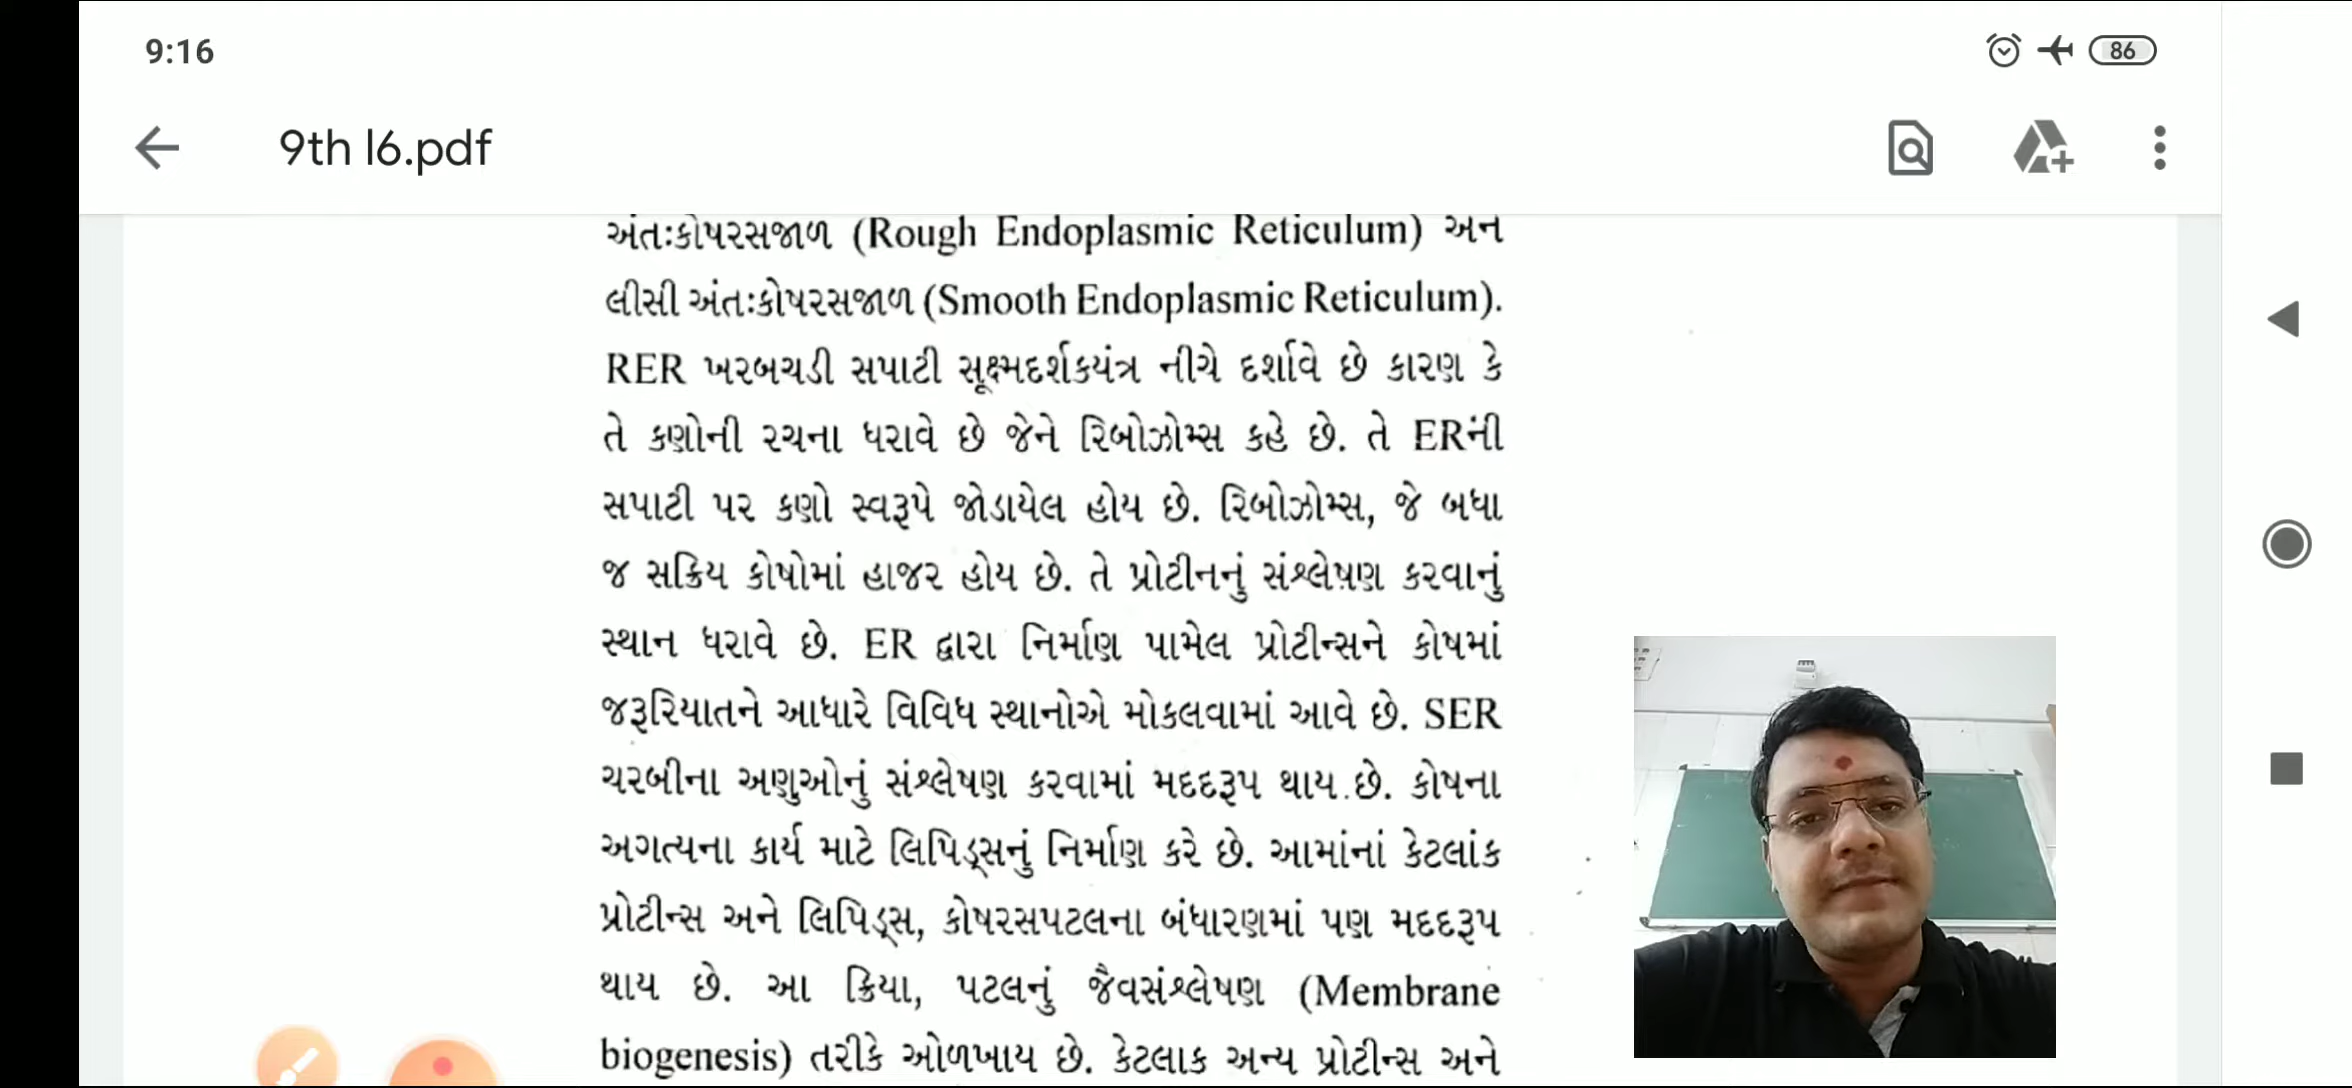 9:16
86
9th l6.pdf
અંતઃકોષરસજાળ (Rough Endoplasmic Reticulum) અને
લીસી અંતઃકોષરસજાળ (Smooth Endoplasmic Reticulum).
RER ખરબચડી સપાટી સૂક્ષ્મદર્શકયંત્ર નીચે દર્શાવે છે કારણ કે
તે કણોની રચના ધરાવે છે જેને રિબોઝોમ્સ કહે છે. તે ERની
સપાટી પર કણો સ્વરૂપે જોડાયેલ હોય છે. રિબોઝોમ્સ, જે બધા
જ સક્રિય કોષોમાં હાજર હોય છે. તે પ્રોટીનનું સંશ્લેષણ કરવાનું
સ્થાન ધરાવે છે. ER દ્વારા નિર્માણ પામેલ પ્રોટીન્સને કોષમાં
જરૂરિયાતને આધારે વિવિધ સ્થાનોએ મોકલવામાં આવે છે. SER
ચરબીના અણુઓનું સંશ્લેષણ કરવામાં મદદરૂપ થાય છે. કોષના
અગત્યના કાર્ય માટે લિપિડ્સનું નિર્માણ કરે છે. આમાંનાં કેટલાંક
પ્રોટીન્સ અને લિપિડ્સ, કોષરસપટલના બંધારણમાં પણ મદદરૂપ
થાય છે. આ ક્રિયા, પટલનું જૈવસંશ્લેષણ (Membrane
biogenesis) તરીકે ઓળખાય છે. કેટલાક અન્ય પ્રોટીન્સ અને